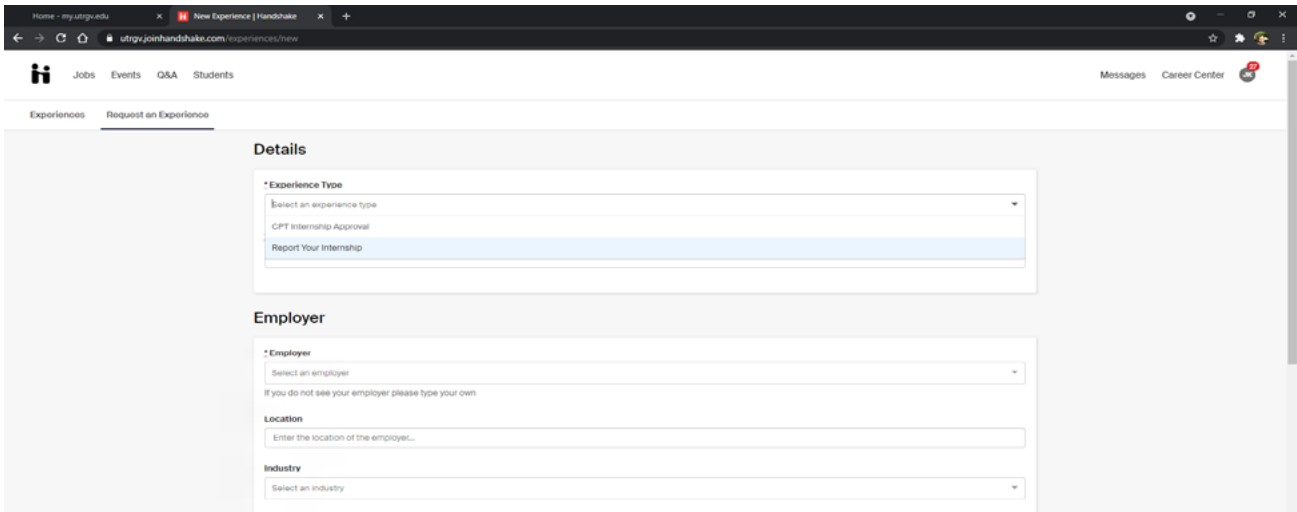 Home - my.utrgv.edu
New Experience | Handshake
utrgv.joinhandshake.com/experiences/new
Jobs Events Q&A Students
Messages Career Center
Experiences Request an Experience
Details
* Experience Type
Select an experience type
CPT Internship Approval
Report Your Internship
Employer
* Employer
Select an employer
If you do not see your employer please type your own
Location
Enter the location of the employer...
Industry
Select an industry